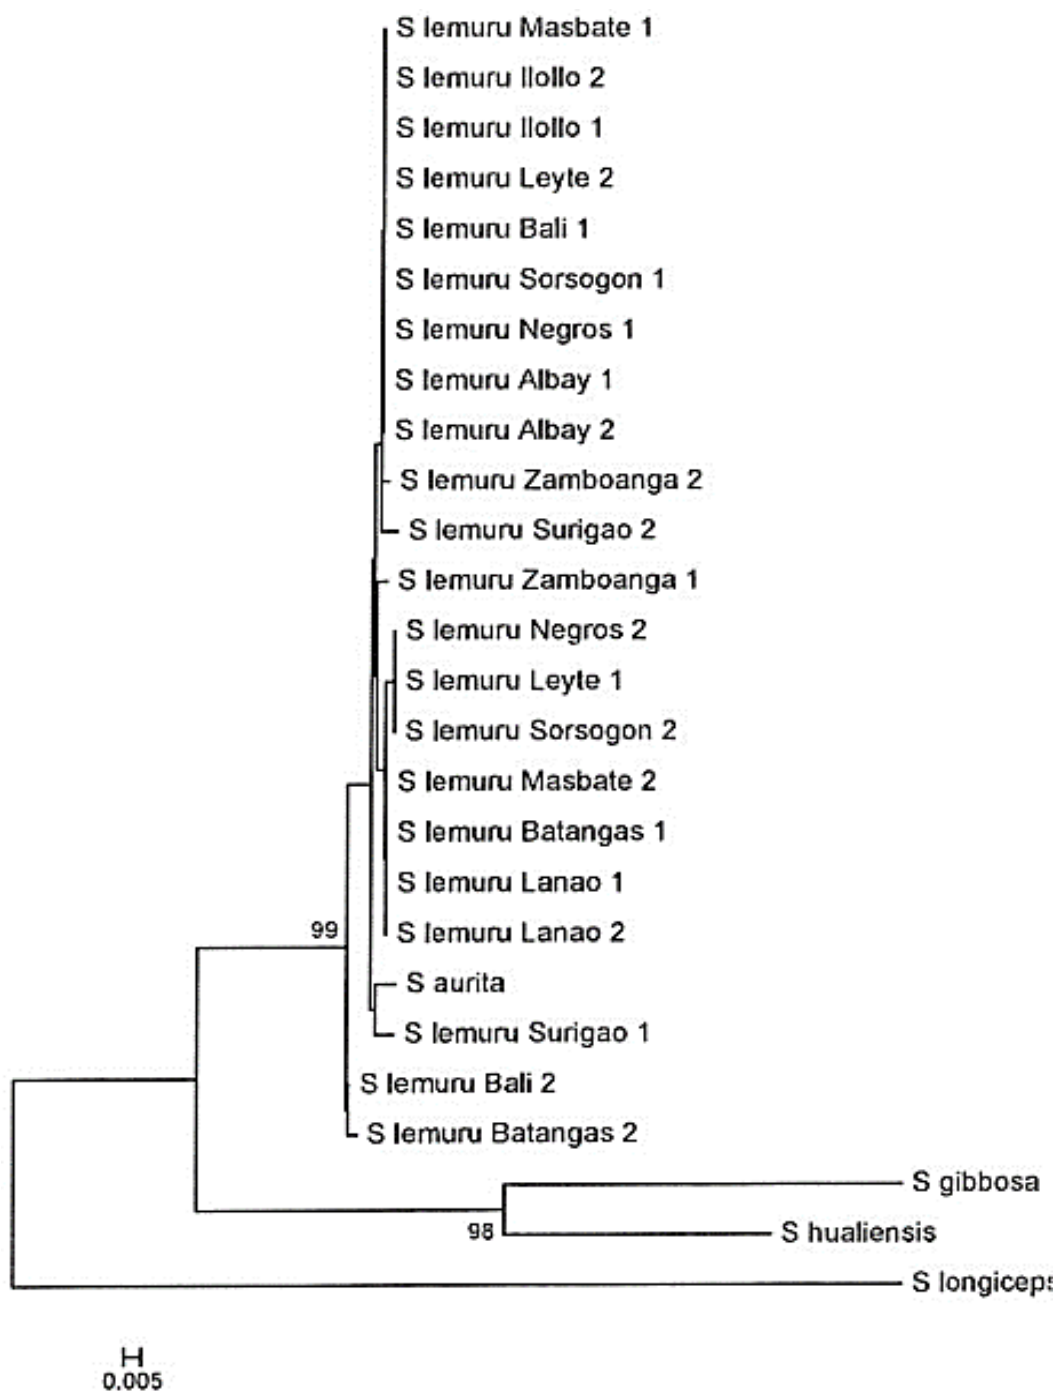 S lemuru Masbate 1
S lemuru Ilollo 2
S lemuru Ilollo 1
S lemuru Leyte 2
S lemuru Bali 1
S lemuru Sorsogon 1
S lemuru Negros 1
S lemuru Albay 1
S lemuru Albay 2
S lemuru Zamboanga 2
S lemuru Surigao 2
S lemuru Zamboanga 1
S lemuru Negros 2
S lemuru Leyte 1
S lemuru Sorsogon 2
S lemuru Masbate 2
S lemuru Batangas 1
S lemuru Lanao 1
S lemuru Lanao 2
99
S aurita
S lemuru Surigao 1
S lemuru Bali 2
S lemuru Batangas 2
S gibbosa
98
S hualiensis
S longiceps
0.005